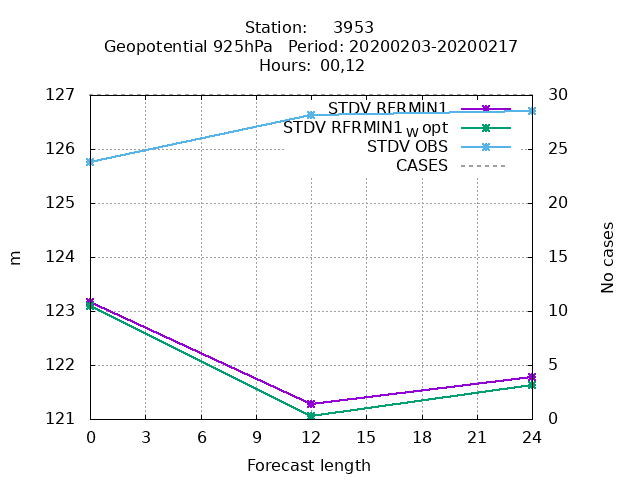 Station: 3953
Geopotential 925hPa Period: 20200203-20200217
Hours: 00,12
127
126
125
124
123
122
121
m
30
25
20
15
10
5
0
No cases
STDV RFRMIN1
STDV RFRMIN1_w opt
STDV OBS
CASES
0 3 6 9 12 15 18 21 24
Forecast length